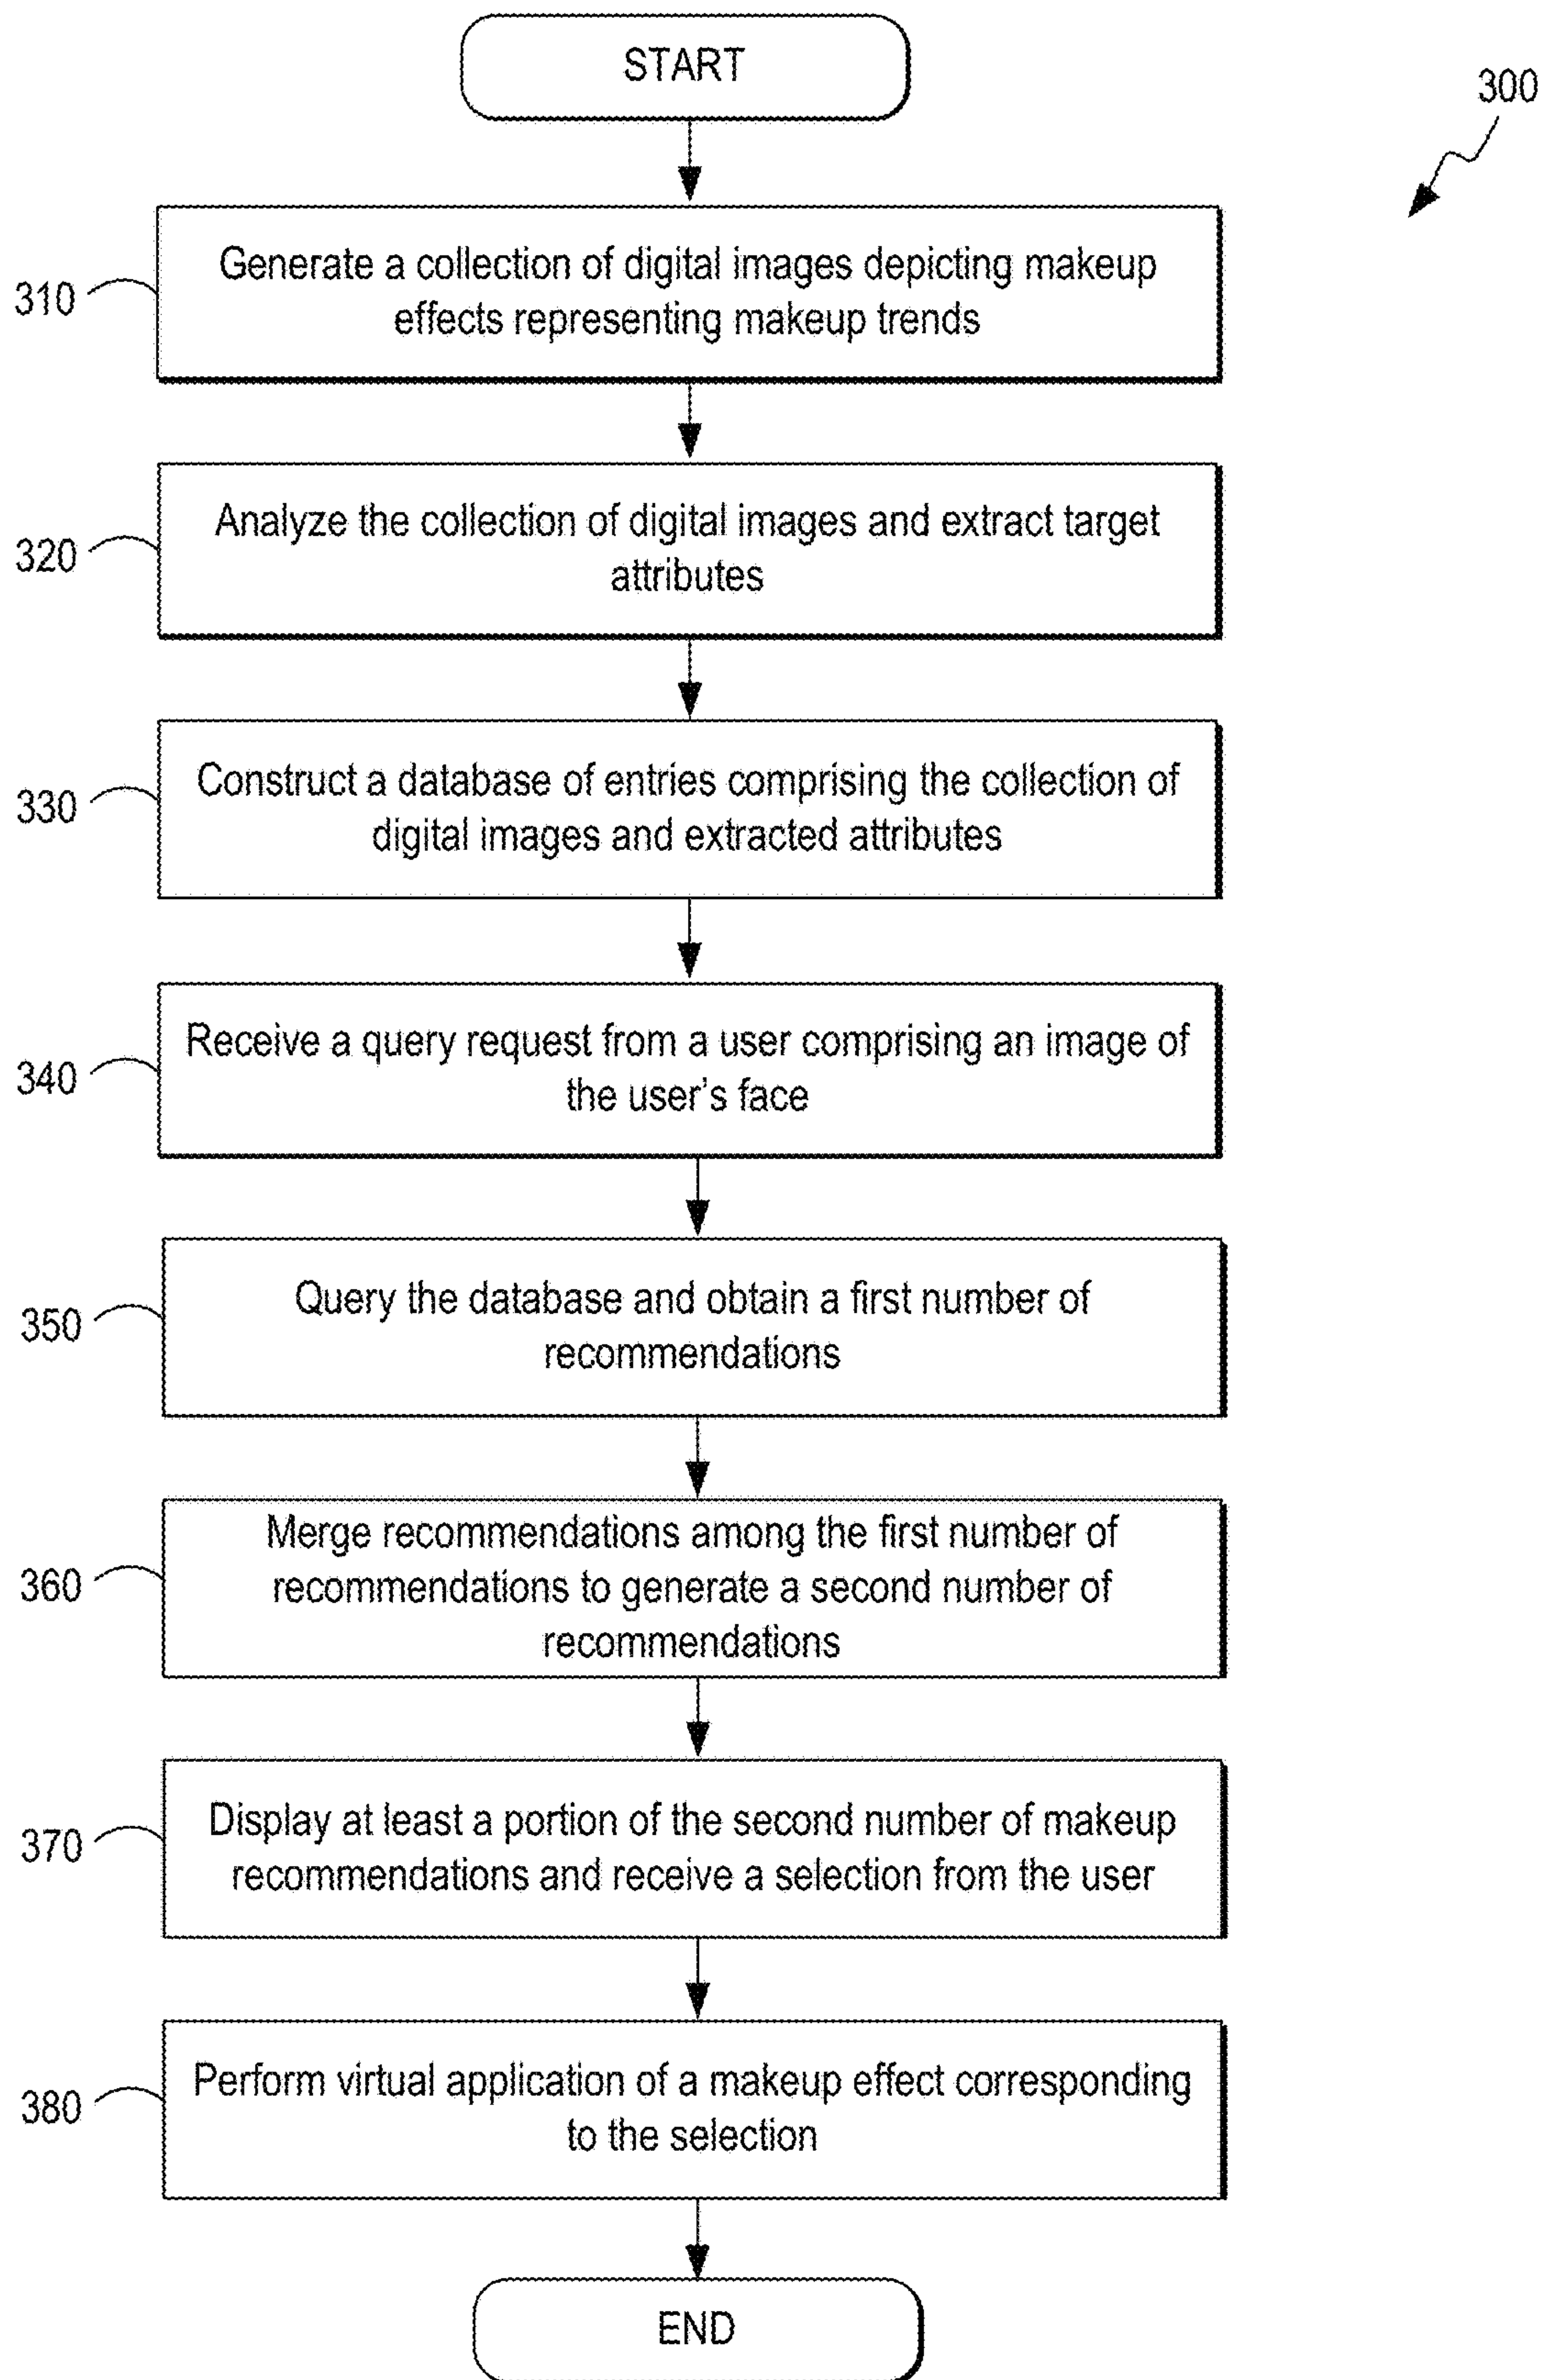 START
300
310
Generate a collection of digital images depicting makeup
effects representing makeup trends
320
Analyze the collection of digital images and extract target
attributes
330
Construct a database of entries comprising the collection of
digital images and extracted attributes
340
Receive a query request from a user comprising an image of
the user’s face
350
Query the database and obtain a first number of
recommendations
360
Merge recommendations among the first number of
recommendations to generate a second number of
recommendations
370
Display at least a portion of the second number of makeup
recommendations and receive a selection from the user
380
Perform virtual application of a makeup effect corresponding
to the selection
END